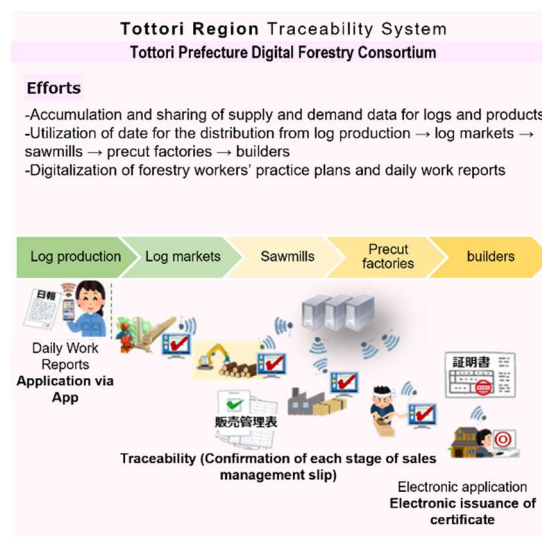 Tottori Region Traceability System
Tottori Prefecture Digital Forestry Consortium
Efforts
-Accumulation and sharing of supply and demand data for logs and products
-Utilization of date for the distribution from log production → log markets →
sawmills → precut factories → builders
-Digitalization of forestry workers' practice plans and daily work reports
Log production
Log markets
Sawmills
Precut
factories
builders
日報
Daily Work
Reports
Application via
App
販売管理表
証明書
Traceability (Confirmation of each stage of sales
management slip)
Electronic application
Electronic issuance of
certificate